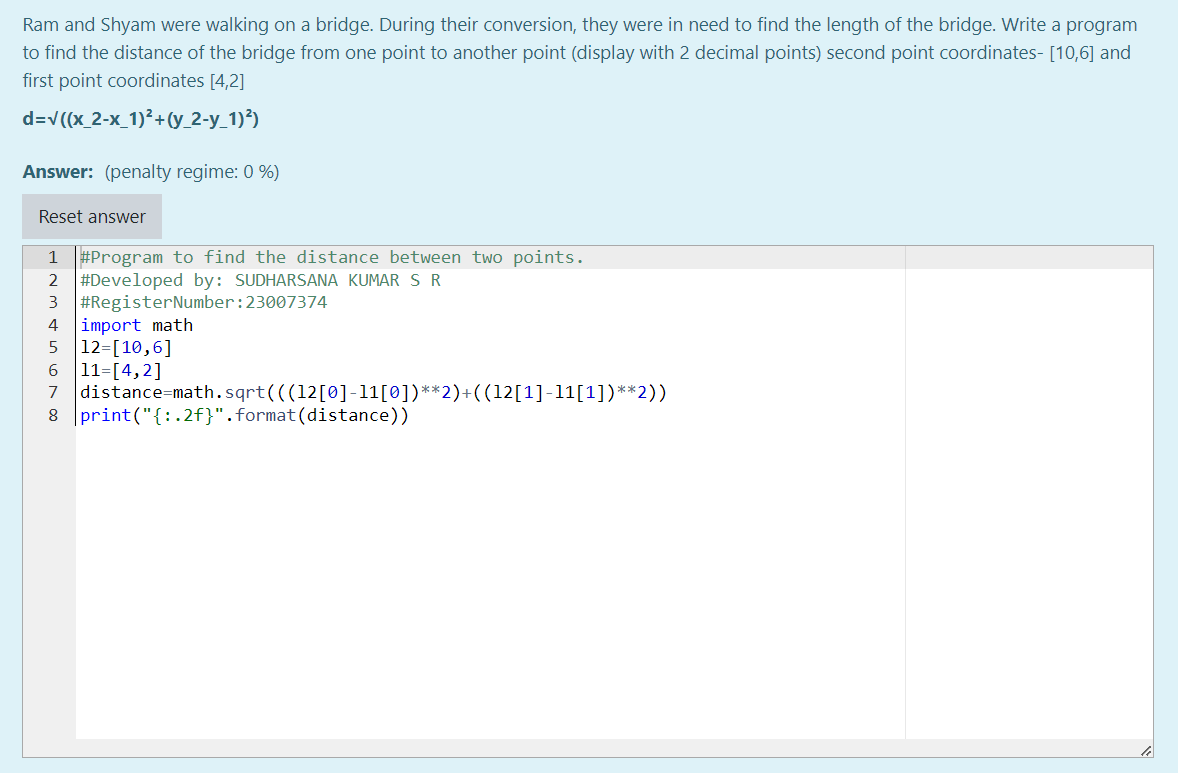 Ram and Shyam were walking on a bridge. During their conversion, they were in need to find the length of the bridge. Write a program
to find the distance of the bridge from one point to another point (display with 2 decimal points) second point coordinates- [10,6] and
first point coordinates [4,2]
d=√((x_2-x_1)²+(y_2-y_1)²)
Answer: (penalty regime: 0 %)
Reset answer
1 #Program to find the distance between two points.
2 #Developed by: SUDHARSANA KUMAR S R
3 #RegisterNumber:23007374
4 import math
5 l2=[10,6]
6 l1=[4,2]
7 distance=math.sqrt(((l2[0]-l1[0])**2)+((l2[1]-l1[1])**2))
8 print("{:.2f}".format(distance))